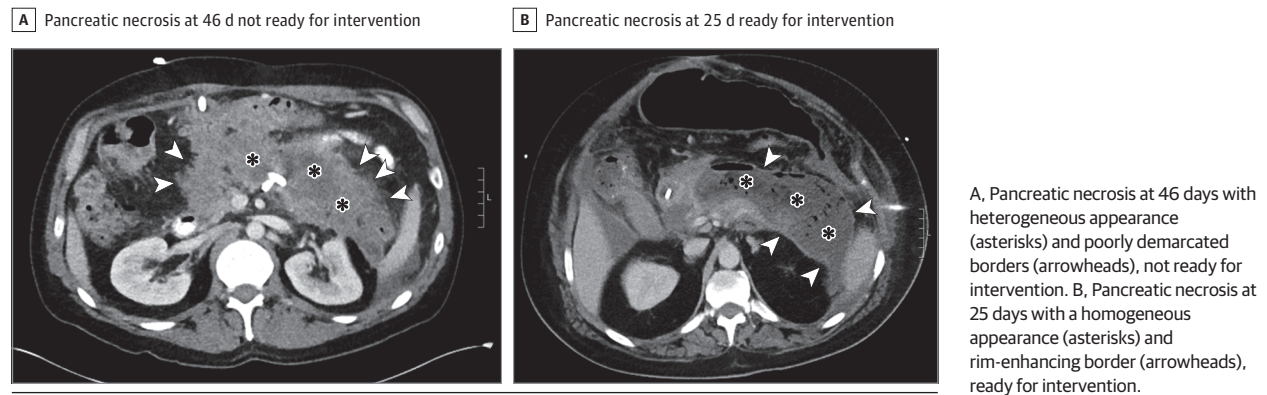 A Pancreatic necrosis at 46 d not ready for intervention
B Pancreatic necrosis at 25 d ready for intervention
A, Pancreatic necrosis at 46 days with
heterogeneous appearance
(asterisks) and poorly demarcated
borders (arrowheads), not ready for
intervention. B, Pancreatic necrosis at
25 days with a homogeneous
appearance (asterisks) and
rim-enhancing border (arrowheads),
ready for intervention.